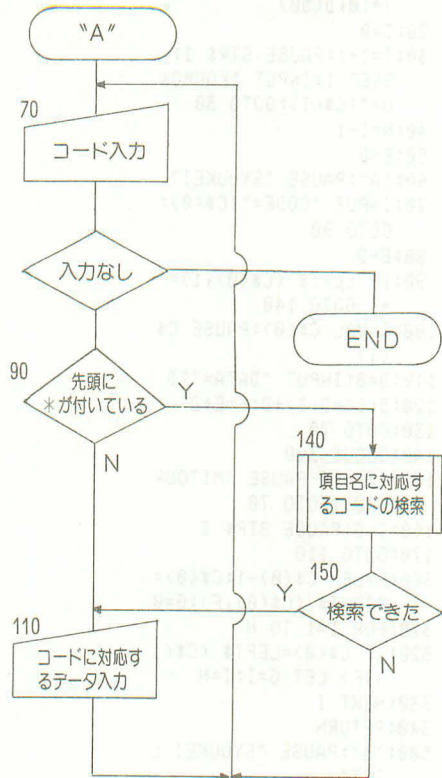 "A"
70
コード入力
入力なし
END
90
先頭に
*が付いている
Y
N
140
項目名に対応す
るコードの検索
150
Y
検索できた
N
110
コードに対応す
るデータ入力